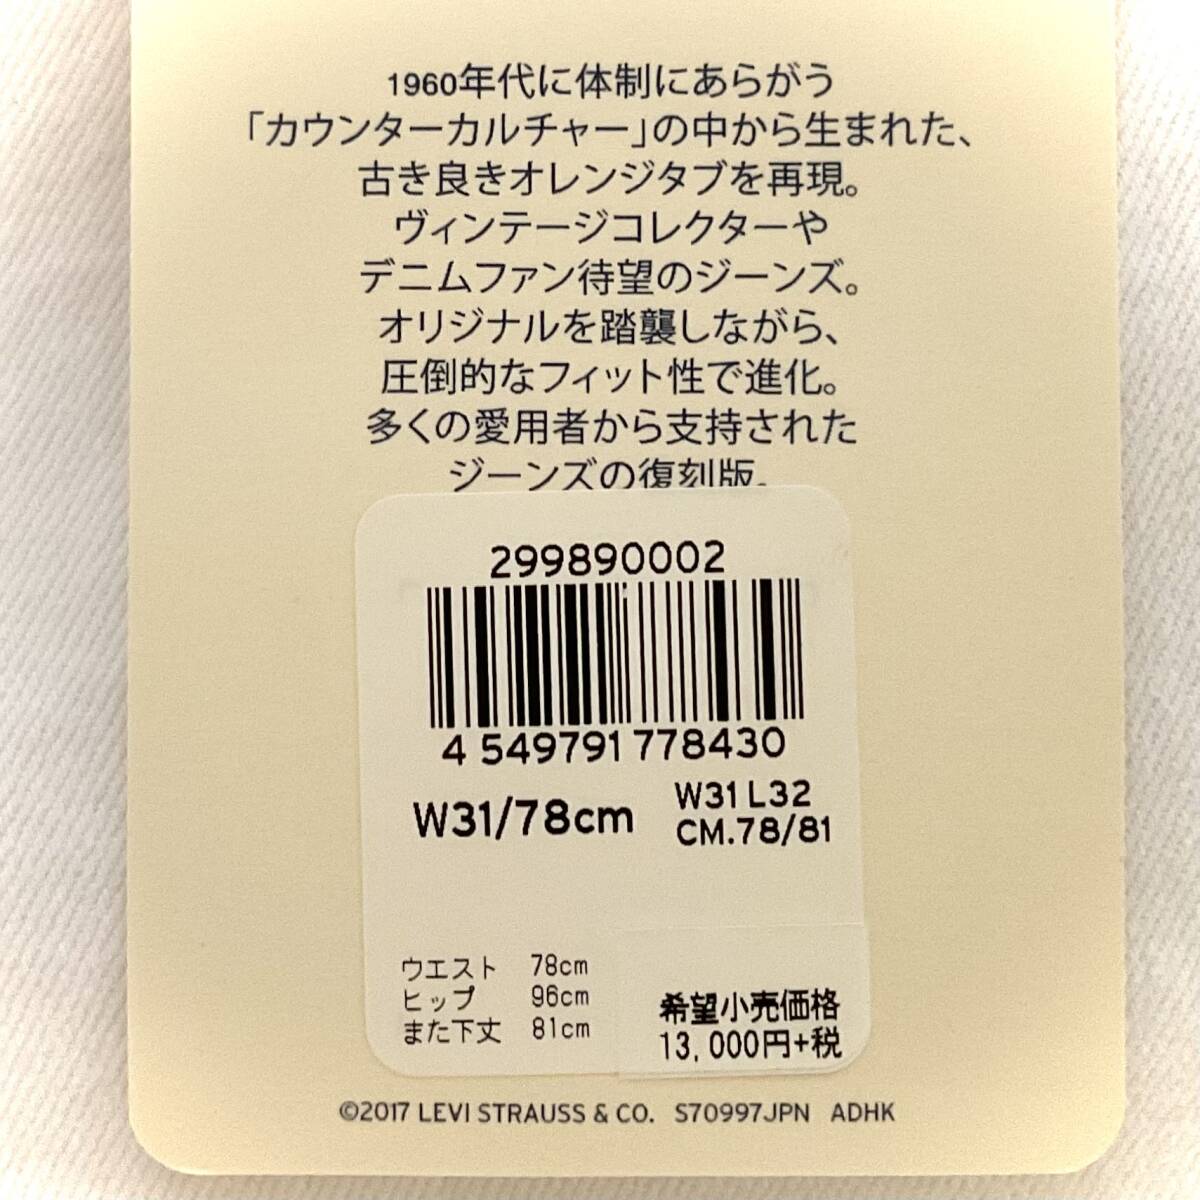 1960年代に体制にあらがう
「カウンターカルチャー」の中から生まれた、
古き良きオレンジタブを再現。
ヴィンテージコレクターや
デニムファン待望のジーンズ。
オリジナルを踏襲しながら、
圧倒的なフィット性で進化。
多くの愛用者から支持された
ジーンズの復刻版。
299890002
4 549791 778430
W31/78cm
W31 L32
CM.78/81
ウエスト 78cm
ヒップ 96cm
また下丈 81cm
希望小売価格
13,000円+税
©2017 LEVI STRAUSS & CO. S70997JPN ADHK